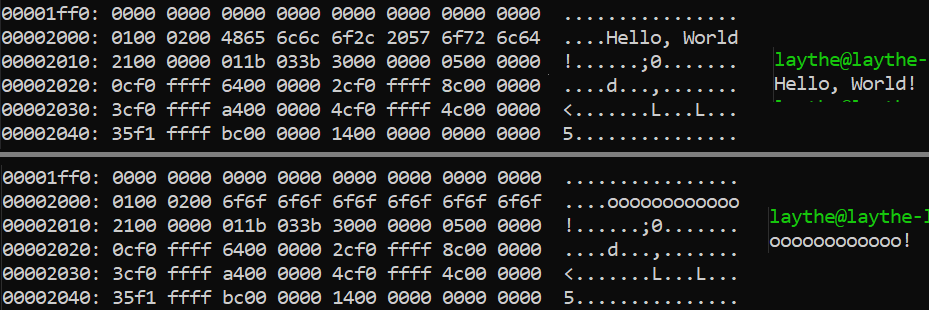 00001ff0: 0000 0000 0000 0000 0000 0000 0000 0000  ................
00002000: 0100 0200 4865 6c6c 6f2c 2057 6f72 6c64  ....Hello, World
00002010: 2100 0000 011b 033b 3000 0000 0500 0000  !......;0.......
00002020: 0cf0 ffff 6400 0000 2cf0 ffff 8c00 0000  ....d...,.......
00002030: 3cf0 ffff a400 0000 4cf0 ffff 4c00 0000  <.......L...L...
00002040: 35f1 ffff bc00 0000 1400 0000 0000 0000  5...............
laythe@laythe-
Hello, World!
00001ff0: 0000 0000 0000 0000 0000 0000 0000 0000  ................
00002000: 0100 0200 6f6f 6f6f 6f6f 6f6f 6f6f 6f6f  ....oooooooooooo
00002010: 2100 0000 011b 033b 3000 0000 0500 0000  !......;0.......
00002020: 0cf0 ffff 6400 0000 2cf0 ffff 8c00 0000  ....d...,.......
00002030: 3cf0 ffff a400 0000 4cf0 ffff 4c00 0000  <.......L...L...
00002040: 35f1 ffff bc00 0000 1400 0000 0000 0000  5...............
laythe@laythe-l
oooooooooooo!